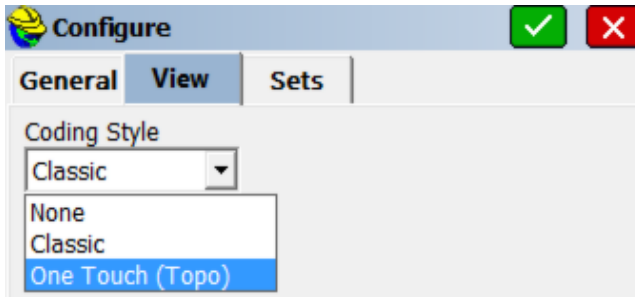 Configure
General View Sets
Coding Style
Classic
None
Classic
One Touch (Topo)